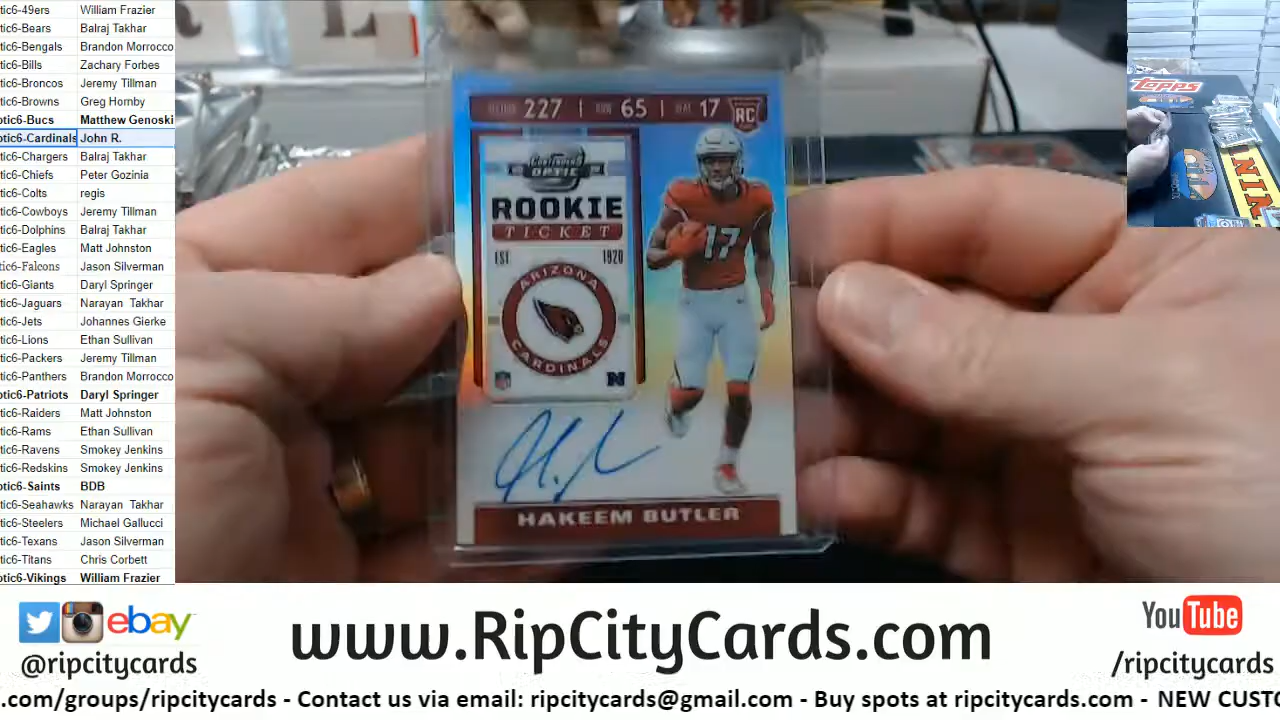 tic6-49ers William Frazier
tic6-Bears Balraj Takhar
tic6-Bengals Brandon Morrocco
tic6-Bills Zachary Forbes
tic6-Broncos Jeremy Tillman
tic6-Browns Greg Hornby
tic6-Bucs Matthew Genoski
otic6-Cardinals John R.
tic6-Chargers Balraj Takhar
tic6-Chiefs Peter Gozinia
tic6-Colts regis
tic6-Cowboys Jeremy Tillman
tic6-Dolphins Balraj Takhar
tic6-Eagles Matt Johnston
tic6-Falcons Jason Silverman
tic6-Giants Daryl Springer
tic6-Jaguars Narayan Takhar
tic6-Jets Johannes Gierke
tic6-Lions Ethan Sullivan
tic6-Packers Jeremy Tillman
tic6-Panthers Brandon Morrocco
otic6-Patriots Daryl Springer
tic6-Raiders Matt Johnston
tic6-Rams Ethan Sullivan
tic6-Ravens Smokey Jenkins
tic6-Redskins Smokey Jenkins
otic6-Saints BDB
tic6-Seahawks Narayan Takhar
tic6-Steelers Michael Gallucci
tic6-Texans Jason Silverman
tic6-Titans Chris Corbett
otic6-Vikings William Frazier
227 | 65 | 17 RC
Contenders
OPTIC
ROOKIE
TICKET
EST 1920
ARIZONA
CARDINALS
17
HAKEEM BUTLER
Topps
ebay
@ripcitycards
www.RipCityCards.com
YouTube
/ripcitycards
.com/groups/ripcitycards - Contact us via email: ripcitycards@gmail.com - Buy spots at ripcitycards.com - NEW CUSTO